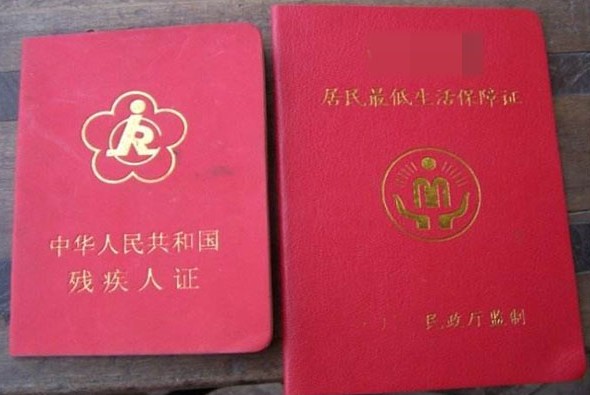 中华人民共和国
残疾人证
居民最低生活保障证
民政厅监制